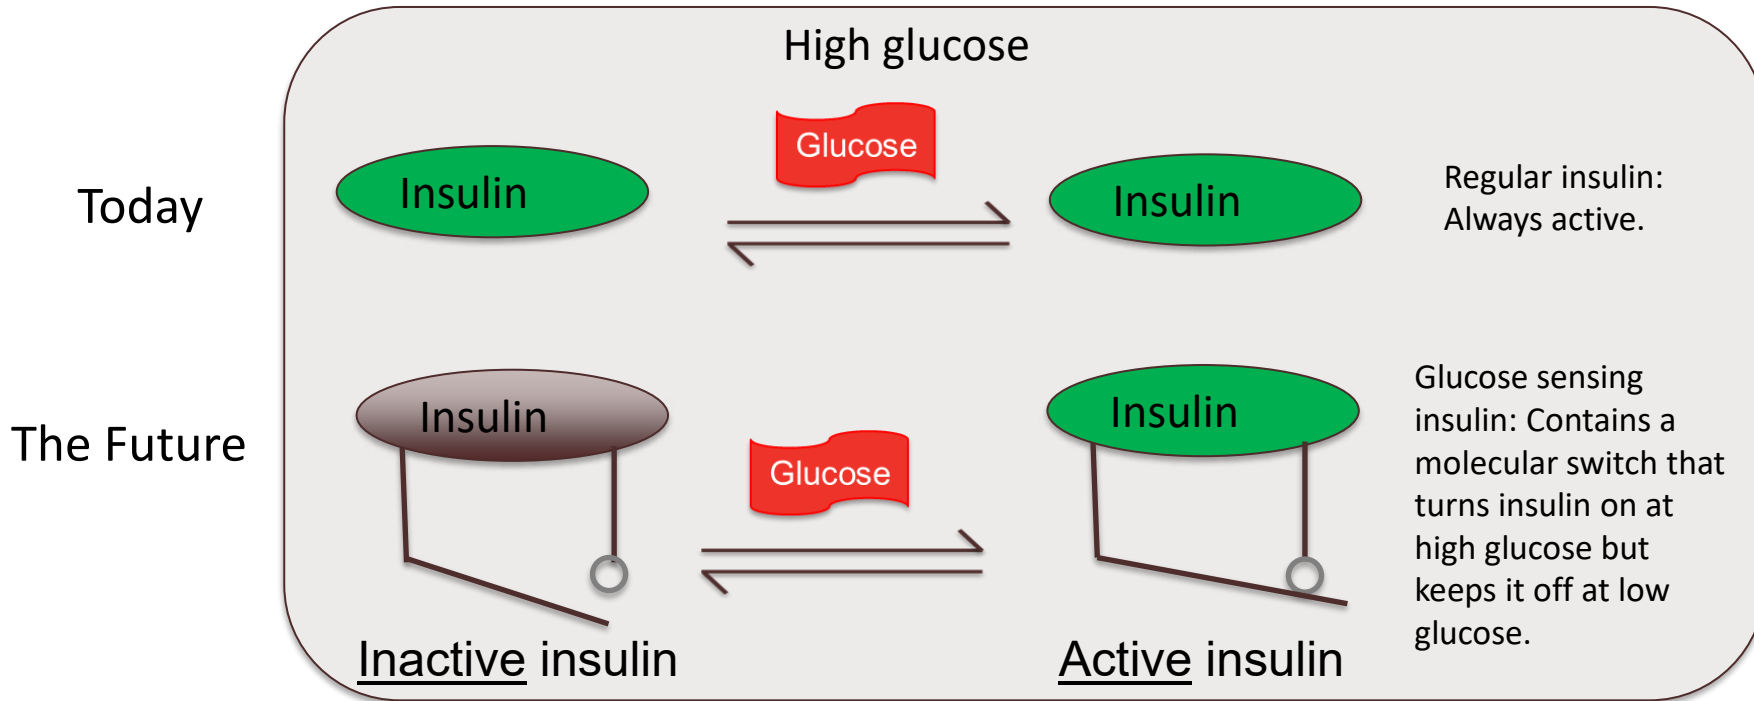 High glucose
Today
Insulin
Glucose
Insulin
Regular insulin:
Always active.
The Future
Insulin
Glucose
Insulin
Glucose sensing
insulin: Contains a
molecular switch that
turns insulin on at
high glucose but
keeps it off at low
glucose.
Inactive insulin
Active insulin